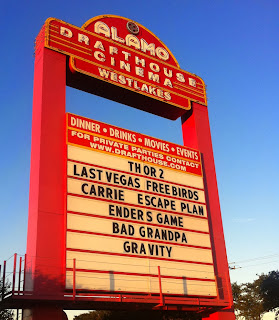 ALAMO
DRAFTHOUSE
CINEMA
WESTLAKES
DINNER • DRINKS • MOVIES • EVENTS
FOR PRIVATE PARTIES CONTACT
WWW.DRAFTHOUSE.COM
THOR 2
LAST VEGAS FREE BIRDS
CARRIE ESCAPE PLAN
ENDER'S GAME
BAD GRANDPA
GRAVITY